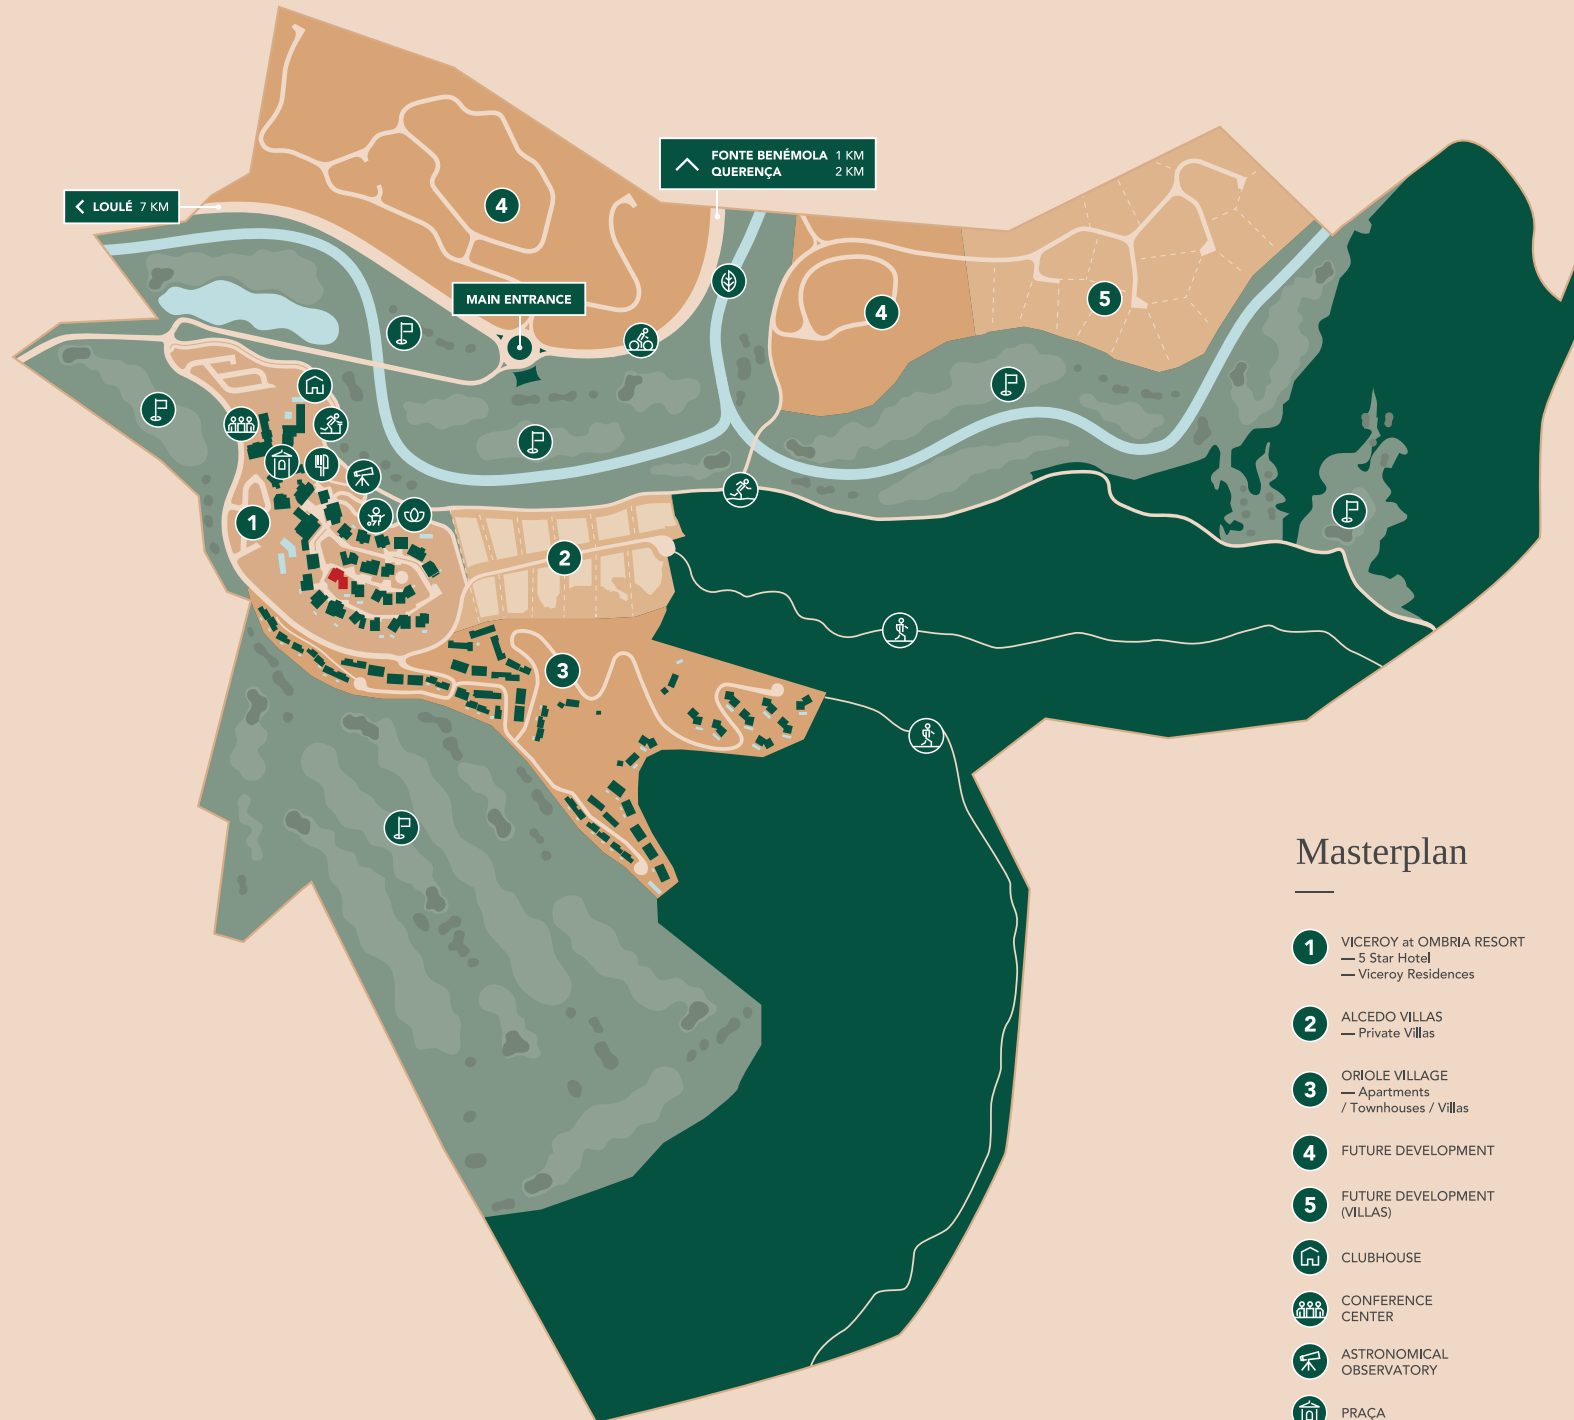 FONTE BENÉMOLA 1 KM
QUERENÇA 2 KM
LOULÉ 7 KM
4
MAIN ENTRANCE
4
5
1
2
3
Masterplan
1 VICEROY at OMBRIA RESORT
— 5 Star Hotel
— Viceroy Residences
2 ALCEDO VILLAS
— Private Villas
3 ORIOLE VILLAGE
— Apartments
/ Townhouses / Villas
4 FUTURE DEVELOPMENT
5 FUTURE DEVELOPMENT
(VILLAS)
CLUBHOUSE
CONFERENCE
CENTER
ASTRONOMICAL
OBSERVATORY
PRAÇA